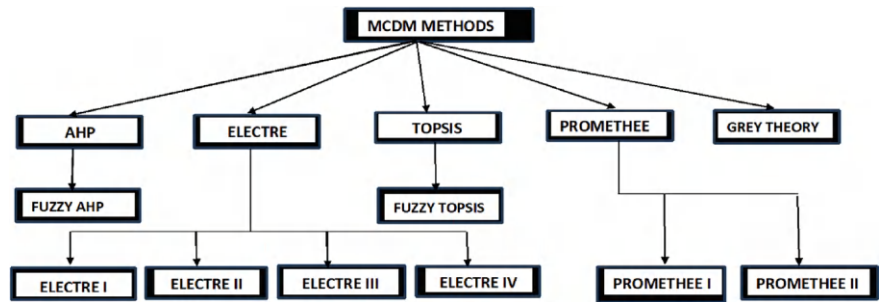 MCDM METHODS
AHP
ELECTRE
TOPSIS
PROMETHEE
GREY THEORY
FUZZY AHP
FUZZY TOPSIS
ELECTRE I
ELECTRE II
ELECTRE III
ELECTRE IV
PROMETHEE I
PROMETHEE II